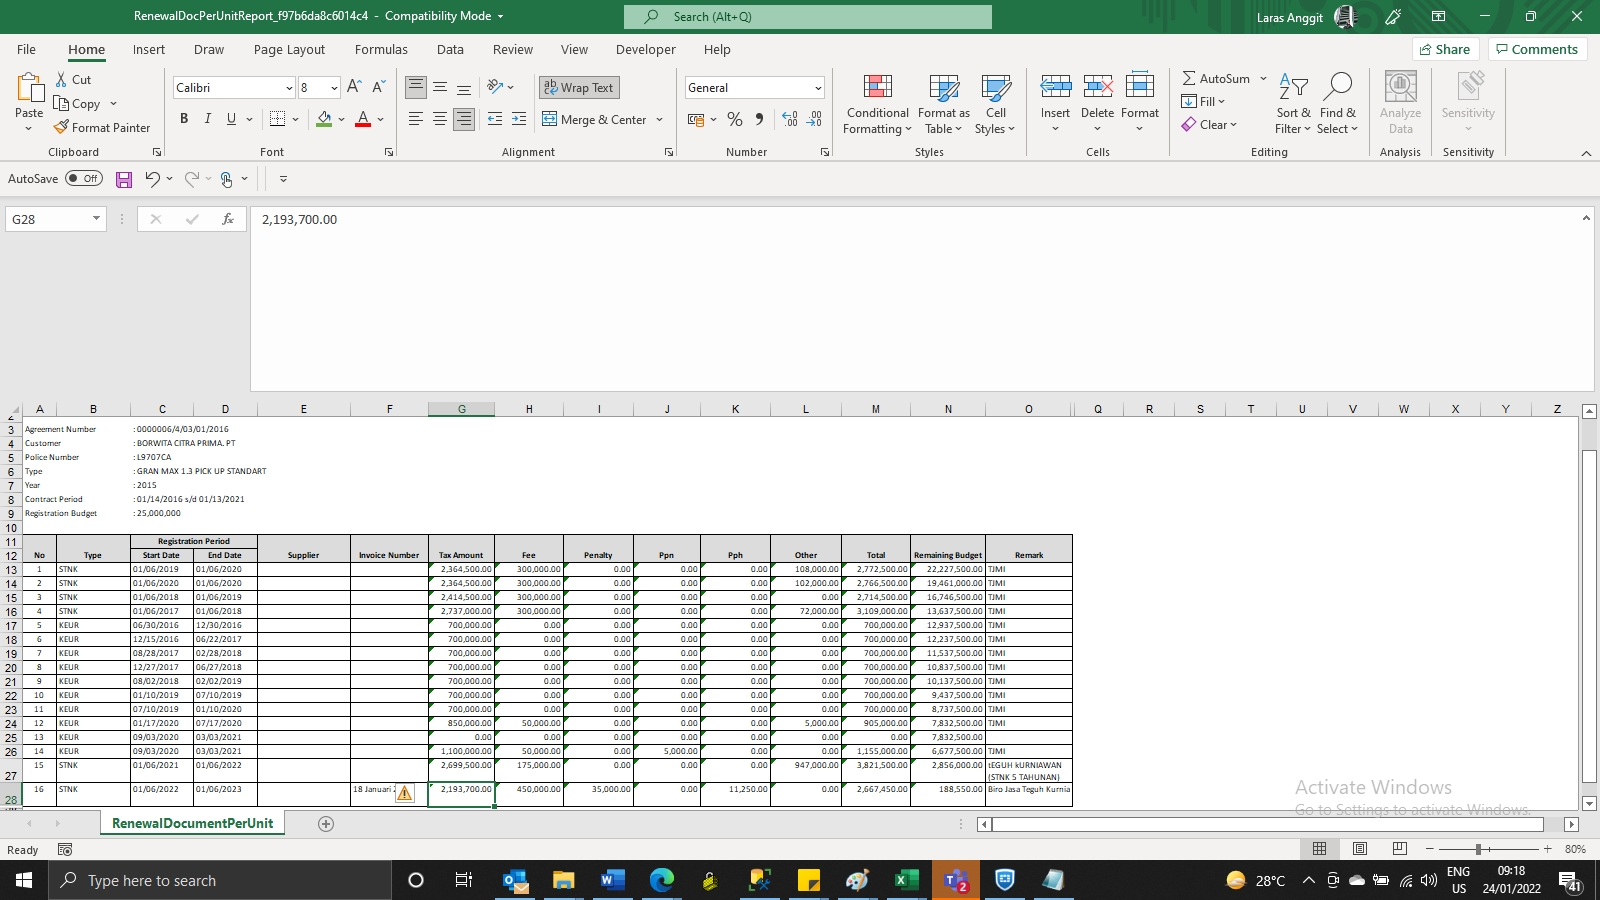 RenewalDocPerUnitReport_f97b6da8c6014c4 - Compatibility Mode
Search (Alt+Q)
Laras Anggit
File Home Insert Draw Page Layout Formulas Data Review View Developer Help
Share Comments
Paste
Cut
Copy
Format Painter
Clipboard
Calibri 8
B I U
Font
Wrap Text
Merge & Center
Alignment
General
Number
Conditional Formatting
Format as Table
Cell Styles
Styles
Insert Delete Format
Cells
AutoSum
Fill
Clear
Sort & Filter
Find & Select
Editing
Analyze Data
Analysis
Sensitivity
Sensitivity
AutoSave Off
G28 fx 2,193,700.00
A B C D E F G H I J K L M N O Q R S T U V W X Y Z
2
3 Agreement Number : 0000006/4/03/01/2016
4 Customer : BORWITA CITRA PRIMA. PT
5 Police Number : L9707CA
6 Type : GRAN MAX 1.3 PICK UP STANDART
7 Year : 2015
8 Contract Period : 01/14/2016 s/d 01/13/2021
9 Registration Budget : 25,000,000
10
11 Registration Period
12 No Type Start Date End Date Supplier Invoice Number Tax Amount Fee Penalty Ppn Pph Other Total Remaining Budget Remark
13 1 STNK 01/06/2019 01/06/2020 2,364,500.00 300,000.00 0.00 0.00 0.00 108,000.00 2,772,500.00 22,227,500.00 TJMI
14 2 STNK 01/06/2020 01/06/2020 2,364,500.00 300,000.00 0.00 0.00 0.00 102,000.00 2,766,500.00 19,461,000.00 TJMI
15 3 STNK 01/06/2018 01/06/2019 2,414,500.00 300,000.00 0.00 0.00 0.00 0.00 2,714,500.00 16,746,500.00 TJMI
16 4 STNK 01/06/2017 01/06/2018 2,737,000.00 300,000.00 0.00 0.00 0.00 72,000.00 3,109,000.00 13,637,500.00 TJMI
17 5 KEUR 06/30/2016 12/30/2016 700,000.00 0.00 0.00 0.00 0.00 0.00 700,000.00 12,937,500.00 TJMI
18 6 KEUR 12/15/2016 06/22/2017 700,000.00 0.00 0.00 0.00 0.00 0.00 700,000.00 12,237,500.00 TJMI
19 7 KEUR 08/28/2017 02/28/2018 700,000.00 0.00 0.00 0.00 0.00 0.00 700,000.00 11,537,500.00 TJMI
20 8 KEUR 12/27/2017 06/27/2018 700,000.00 0.00 0.00 0.00 0.00 0.00 700,000.00 10,837,500.00 TJMI
21 9 KEUR 08/02/2018 02/02/2019 700,000.00 0.00 0.00 0.00 0.00 0.00 700,000.00 10,137,500.00 TJMI
22 10 KEUR 01/10/2019 07/10/2019 700,000.00 0.00 0.00 0.00 0.00 0.00 700,000.00 9,437,500.00 TJMI
23 11 KEUR 07/10/2019 01/10/2020 700,000.00 0.00 0.00 0.00 0.00 0.00 700,000.00 8,737,500.00 TJMI
24 12 KEUR 01/17/2020 07/17/2020 850,000.00 50,000.00 0.00 0.00 0.00 5,000.00 905,000.00 7,832,500.00 TJMI
25 13 KEUR 09/03/2020 03/03/2021 0.00 0.00 0.00 0.00 0.00 0.00 0.00 7,832,500.00
26 14 KEUR 09/03/2020 03/03/2021 1,100,000.00 50,000.00 0.00 5,000.00 0.00 0.00 1,155,000.00 6,677,500.00 TJMI
27 15 STNK 01/06/2021 01/06/2022 2,699,500.00 175,000.00 0.00 0.00 0.00 947,000.00 3,821,500.00 2,856,000.00 tEGUH kURNIAWAN
(STNK 5 TAHUNAN)
28 16 STNK 01/06/2022 01/06/2023 18 Januari 2,193,700.00 450,000.00 35,000.00 0.00 11,250.00 0.00 2,667,450.00 188,550.00 Biro Jasa Teguh Kurnia
Activate Windows
Go to Settings to activate Windows.
RenewalDocumentPerUnit
Ready
80%
Type here to search
2
28°C
ENG
US
09:18
24/01/2022
41